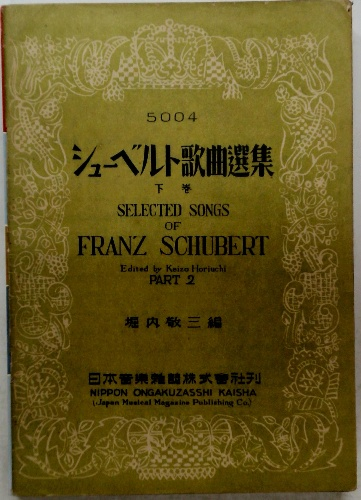 5004
シューベルト歌曲選集
下巻
SELECTED SONGS
OF
FRANZ SCHUBERT
Edited by Keizo Horiuchi
PART 2
堀内敬三編
日本音楽雑誌株式会社刊
NIPPON ONGAKUZASSHI KAISHA
(Japan Musical Magazine Publishing Co.)